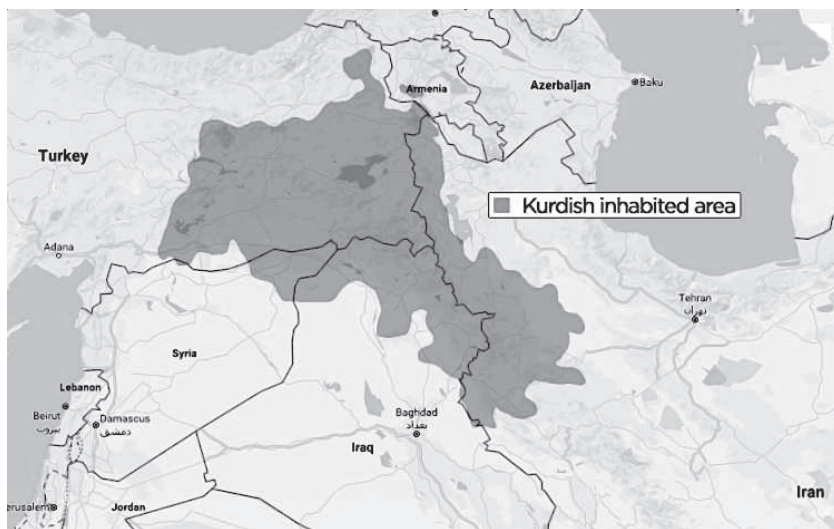 Armenia
Azerbaijan
Baku
Turkey
Kurdish inhabited area
Adana
Tehran
تهران
Syria
Lebanon
Beirut
بيروت
Damascus
دمشق
Baghdad
بغداد
Iraq
Iran
Jerusalem
Jordan